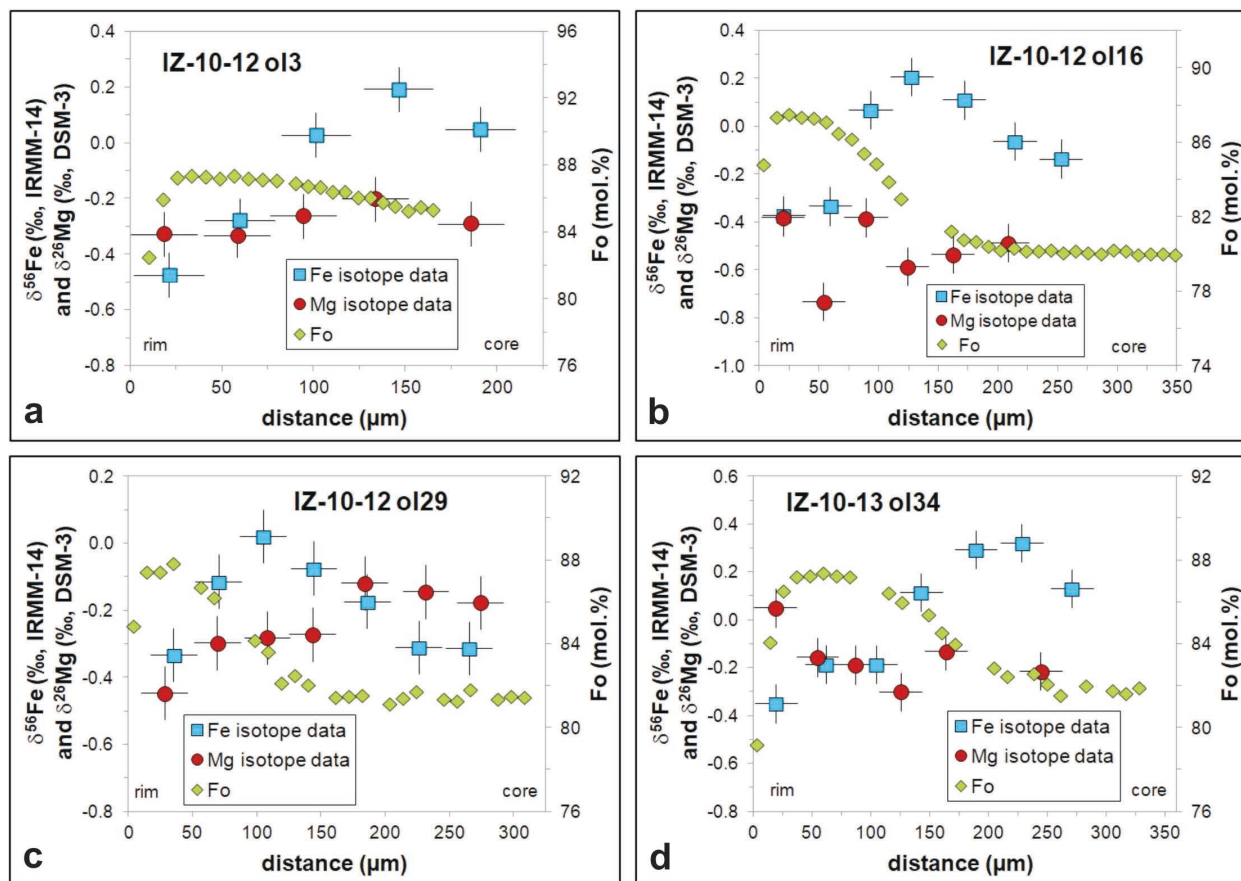 IZ-10-12 ol3
δ⁵⁶Fe (‰, IRMM-14)
and δ²⁶Mg (‰, DSM-3)
0.4
0.2
0.0
-0.2
-0.4
-0.6
-0.8
96
92
88
84
80
76
Fo (mol.%)
Fe isotope data
Mg isotope data
Fo
rim
core
0 50 100 150 200
distance (µm)
a
IZ-10-12 ol16
δ⁵⁶Fe (‰, IRMM-14)
and δ²⁶Mg (‰, DSM-3)
0.4
0.2
0.0
-0.2
-0.4
-0.6
-0.8
-1.0
90
86
82
78
74
Fo (mol.%)
Fe isotope data
Mg isotope data
Fo
rim
core
0 50 100 150 200 250 300 350
distance (µm)
b
IZ-10-12 ol29
δ⁵⁶Fe (‰, IRMM-14)
and δ²⁶Mg (‰, DSM-3)
0.2
0.0
-0.2
-0.4
-0.6
-0.8
92
88
84
80
76
Fo (mol.%)
Fe isotope data
Mg isotope data
Fo
rim
core
0 50 100 150 200 250 300
distance (µm)
c
IZ-10-13 ol34
δ⁵⁶Fe (‰, IRMM-14)
and δ²⁶Mg (‰, DSM-3)
0.6
0.4
0.2
0.0
-0.2
-0.4
-0.6
-0.8
92
88
84
80
76
Fo (mol.%)
Fe isotope data
Mg isotope data
Fo
rim
core
0 50 100 150 200 250 300 350
distance (µm)
d